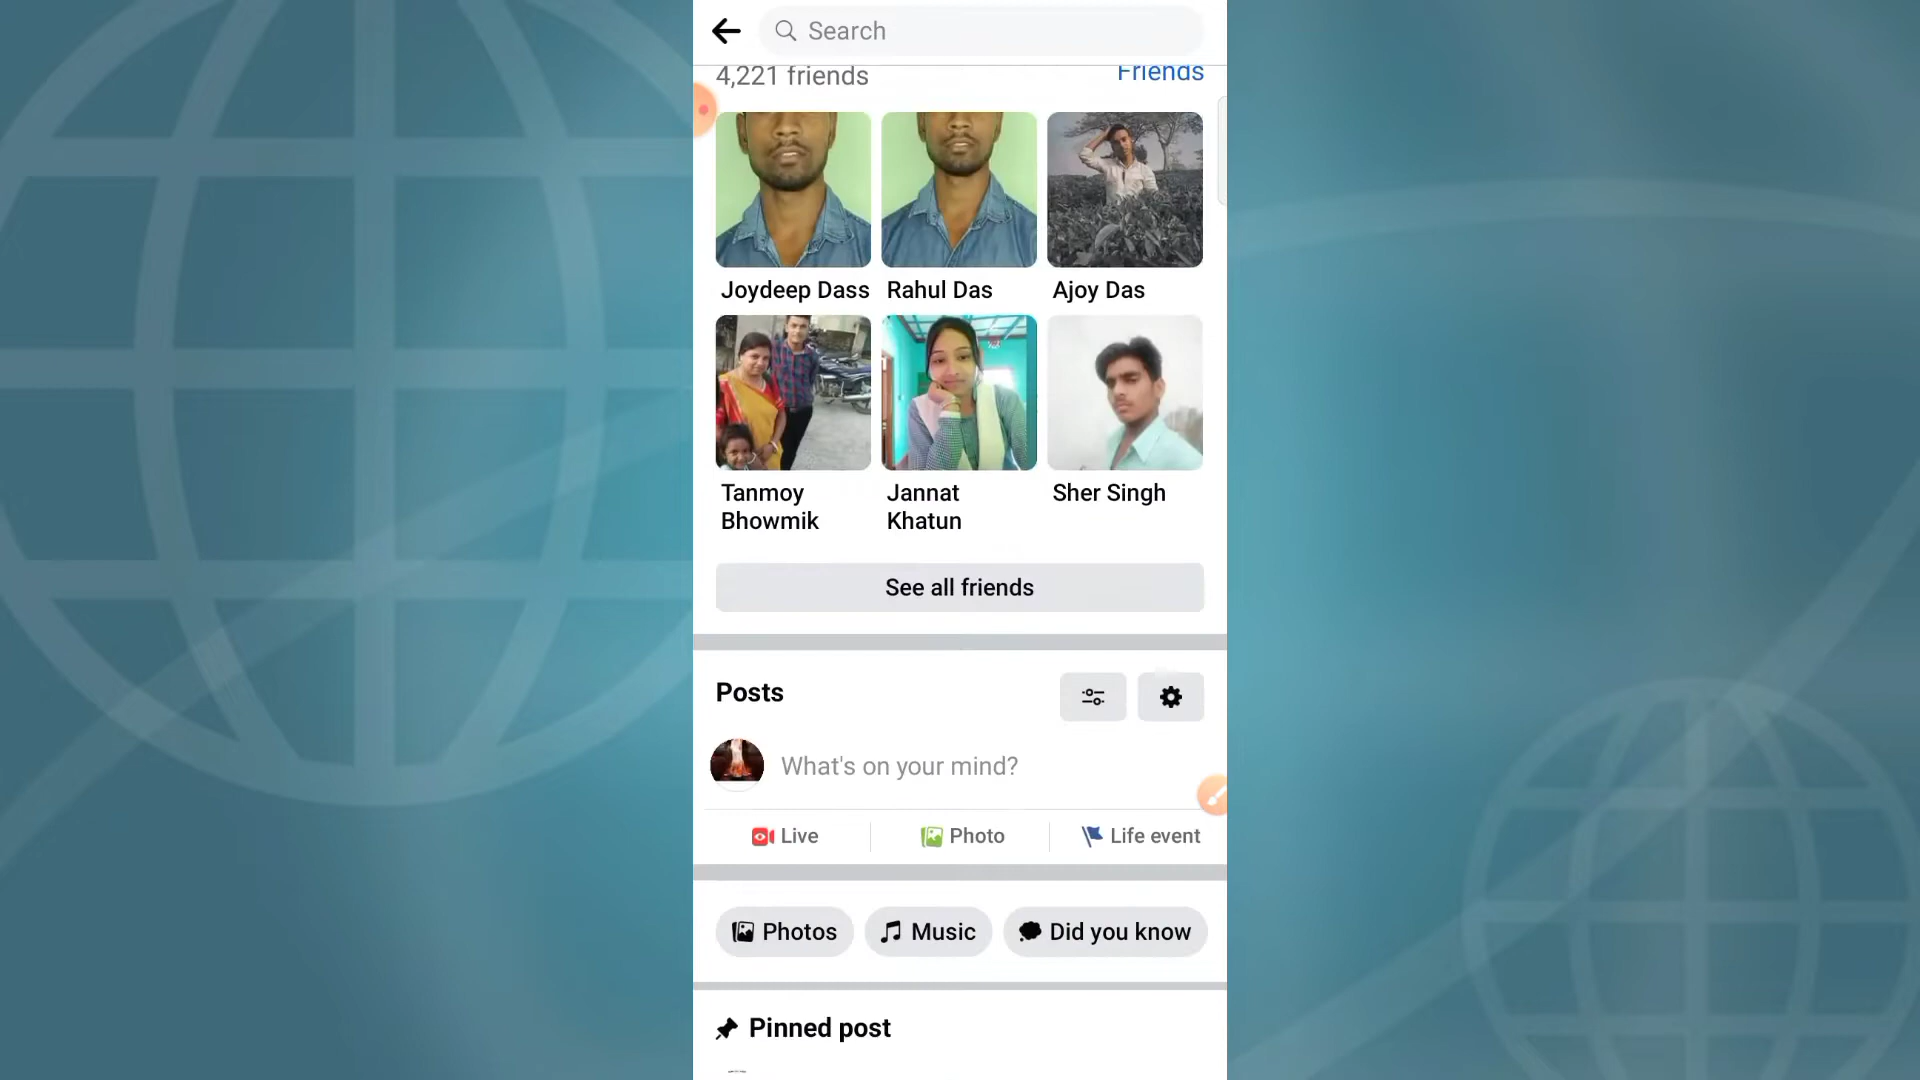 Search
4,221 friends
Friends
Joydeep Dass
Rahul Das
Ajoy Das
Tanmoy
Bhowmik
Jannat
Khatun
Sher Singh
See all friends
Posts
What's on your mind?
Live
Photo
Life event
Photos
Music
Did you know
Pinned post